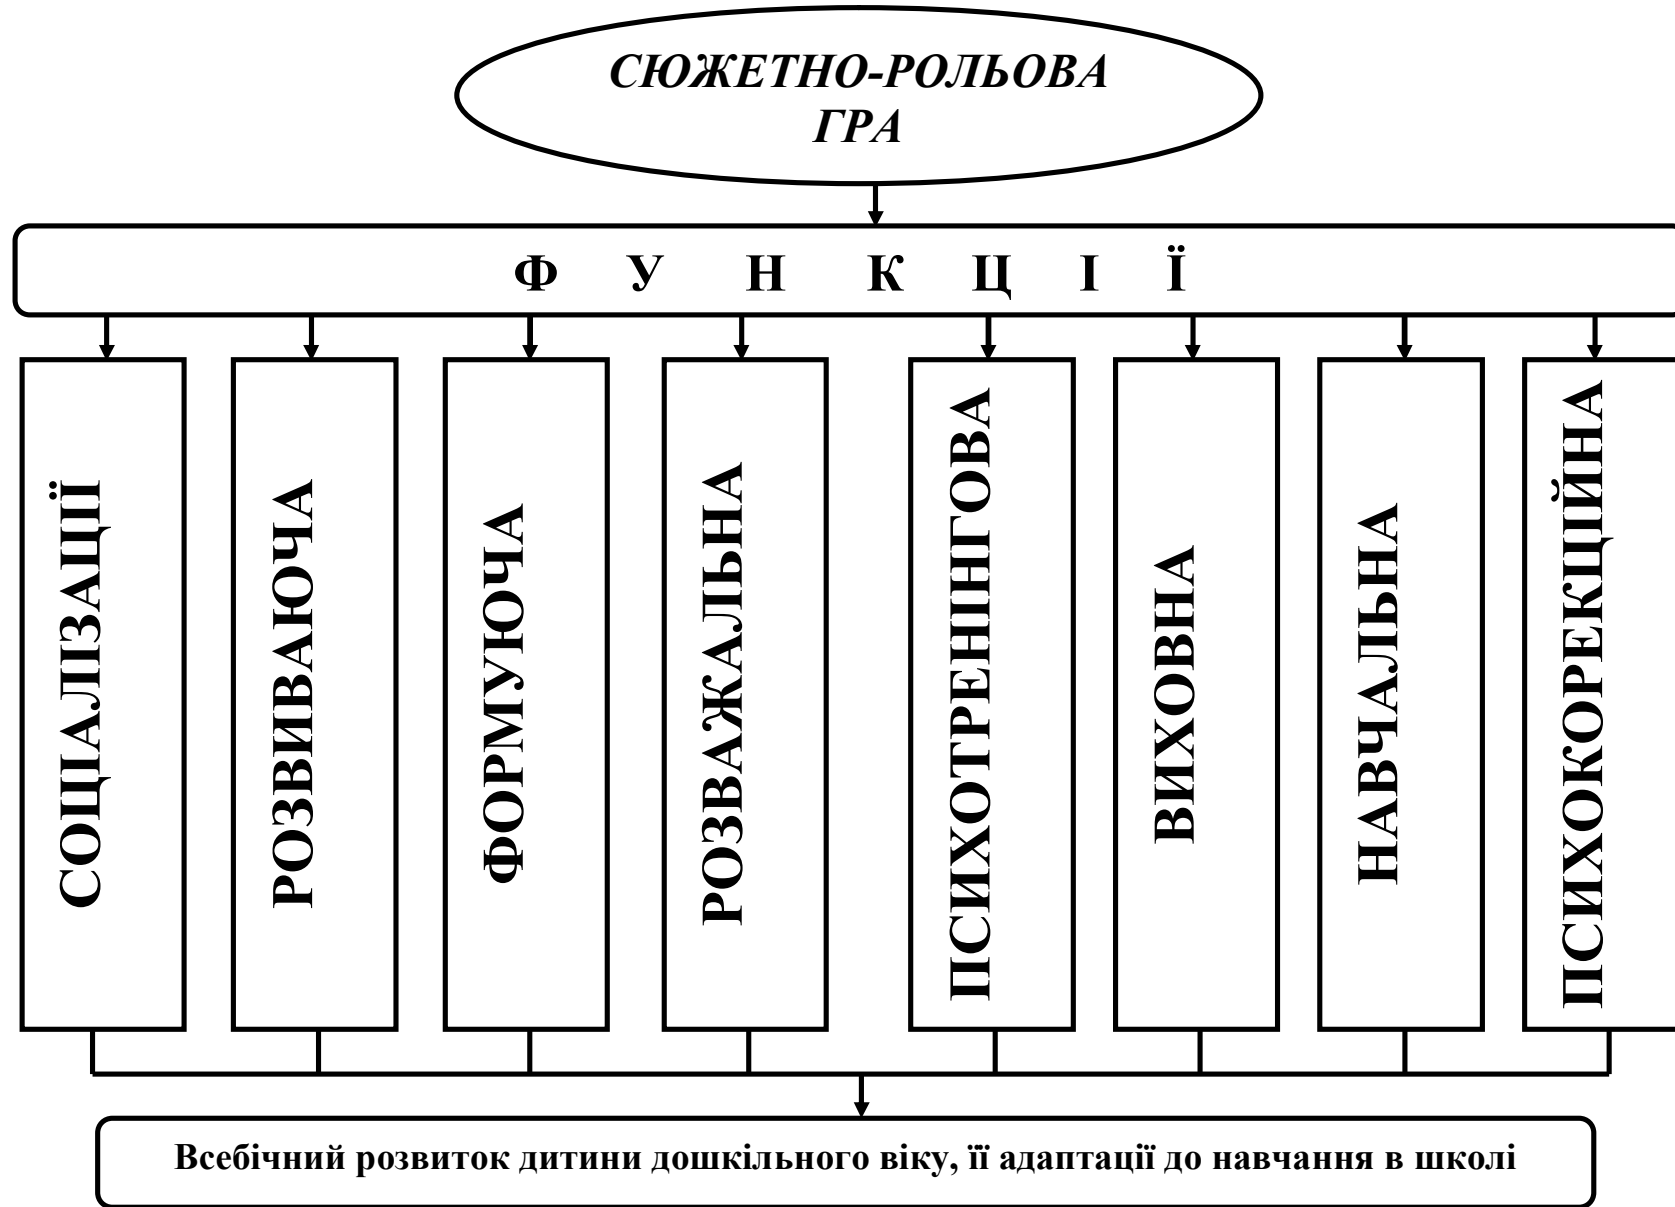 СЮЖЕТНО-РОЛЬОВА
ГРА
Ф У Н К Ц І Ї
СОЦІАЛІЗАЦІЇ
РОЗВИВАЮЧА
ФОРМУЮЧА
РОЗВАЖАЛЬНА
ПСИХОТРЕНІНГОВА
ВИХОВНА
НАВЧАЛЬНА
ПСИХОКОРЕКЦІЙНА
Всебічний розвиток дитини дошкільного віку, її адаптації до навчання в школі